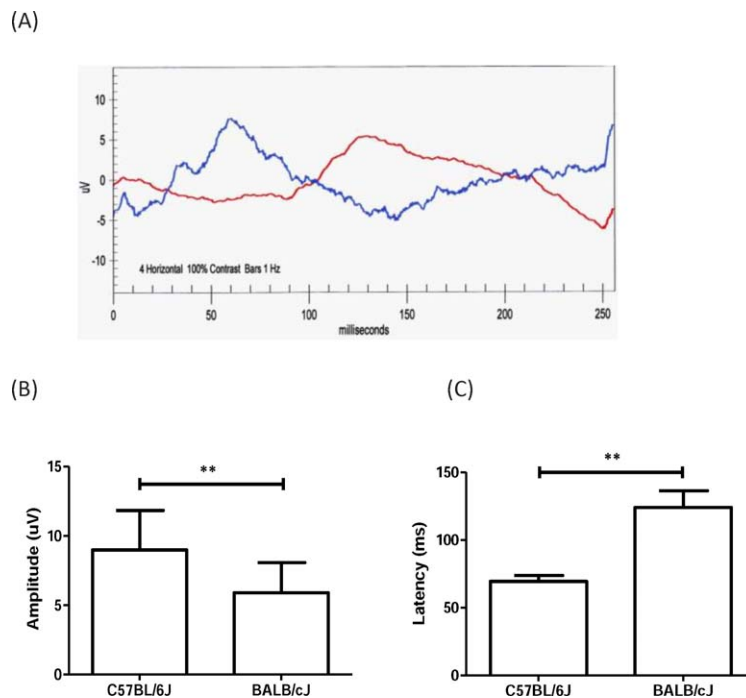 (A)
10
5
0
-5
-10
uV
4 Horizontal 100% Contrast Bars 1 Hz
0 50 100 150 200 250
milliseconds
(B)
15
10
5
0
Amplitude (uV)
**
C57BL/6J BALB/cJ
(C)
150
100
50
0
Latency (ms)
**
C57BL/6J BALB/cJ